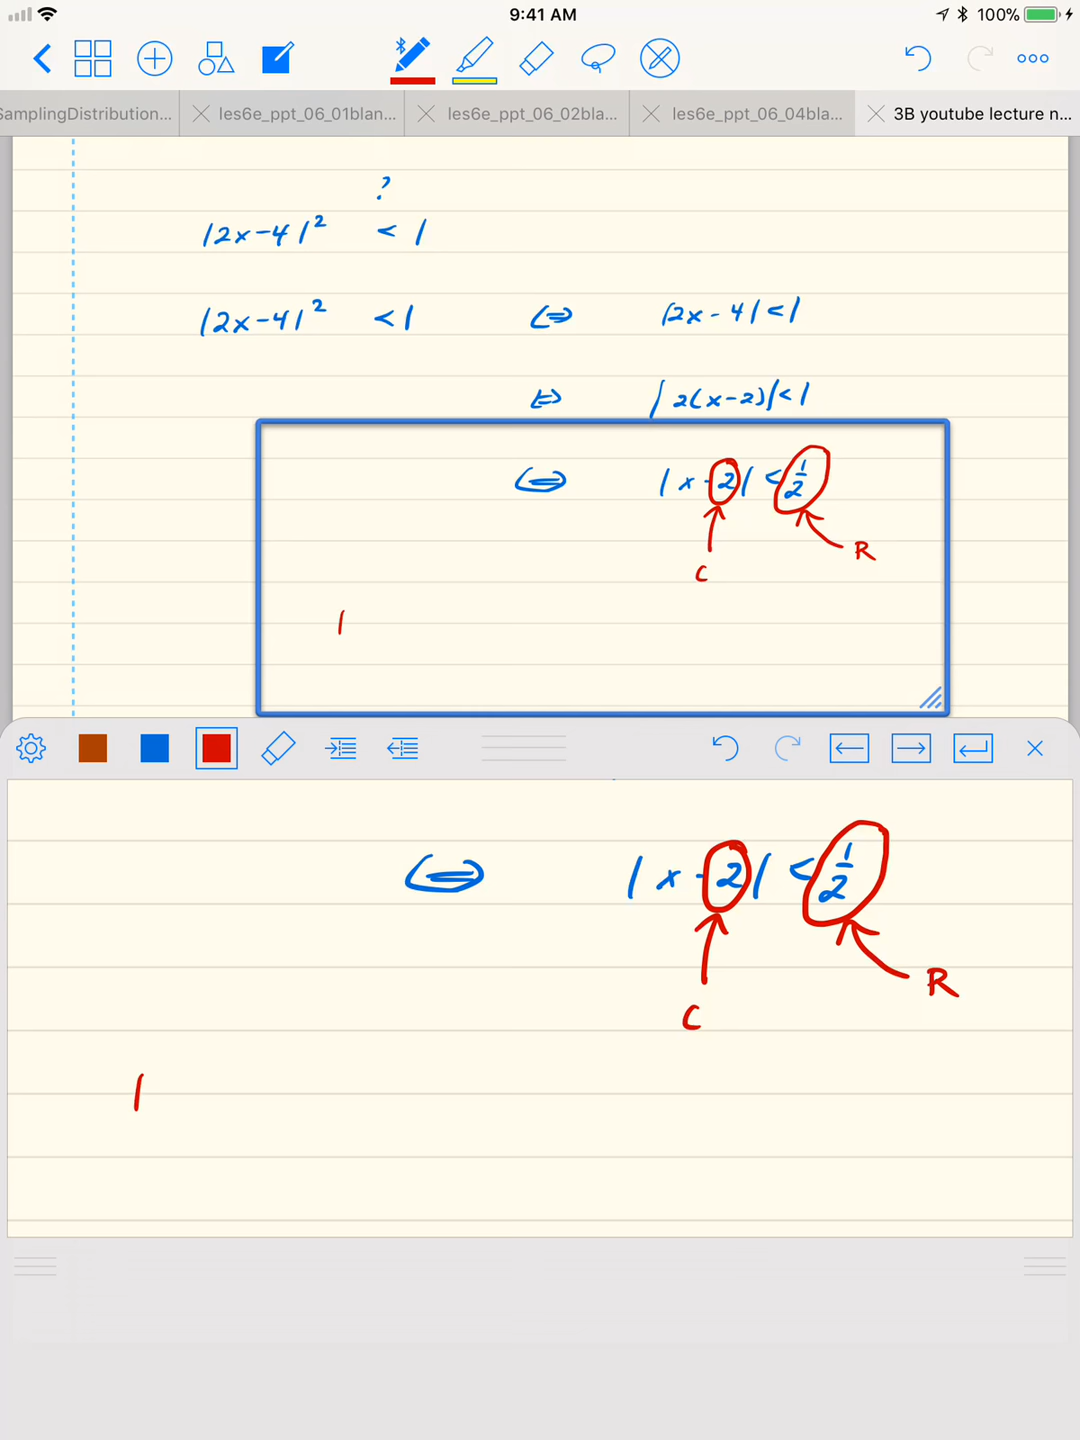 9:41 AM
100%
SamplingDistribution...
les6e_ppt_06_01blan...
les6e_ppt_06_02bla...
les6e_ppt_06_04bla...
3B youtube lecture n...
?
|2x-4|² < 1
|2x-4|² < 1 ⇔ |2x-4| < 1
⇔ |2(x-2)| < 1
⇔ |x-2| < 1/2
R
C
|
⇔ |x-2| < 1/2
R
C
|